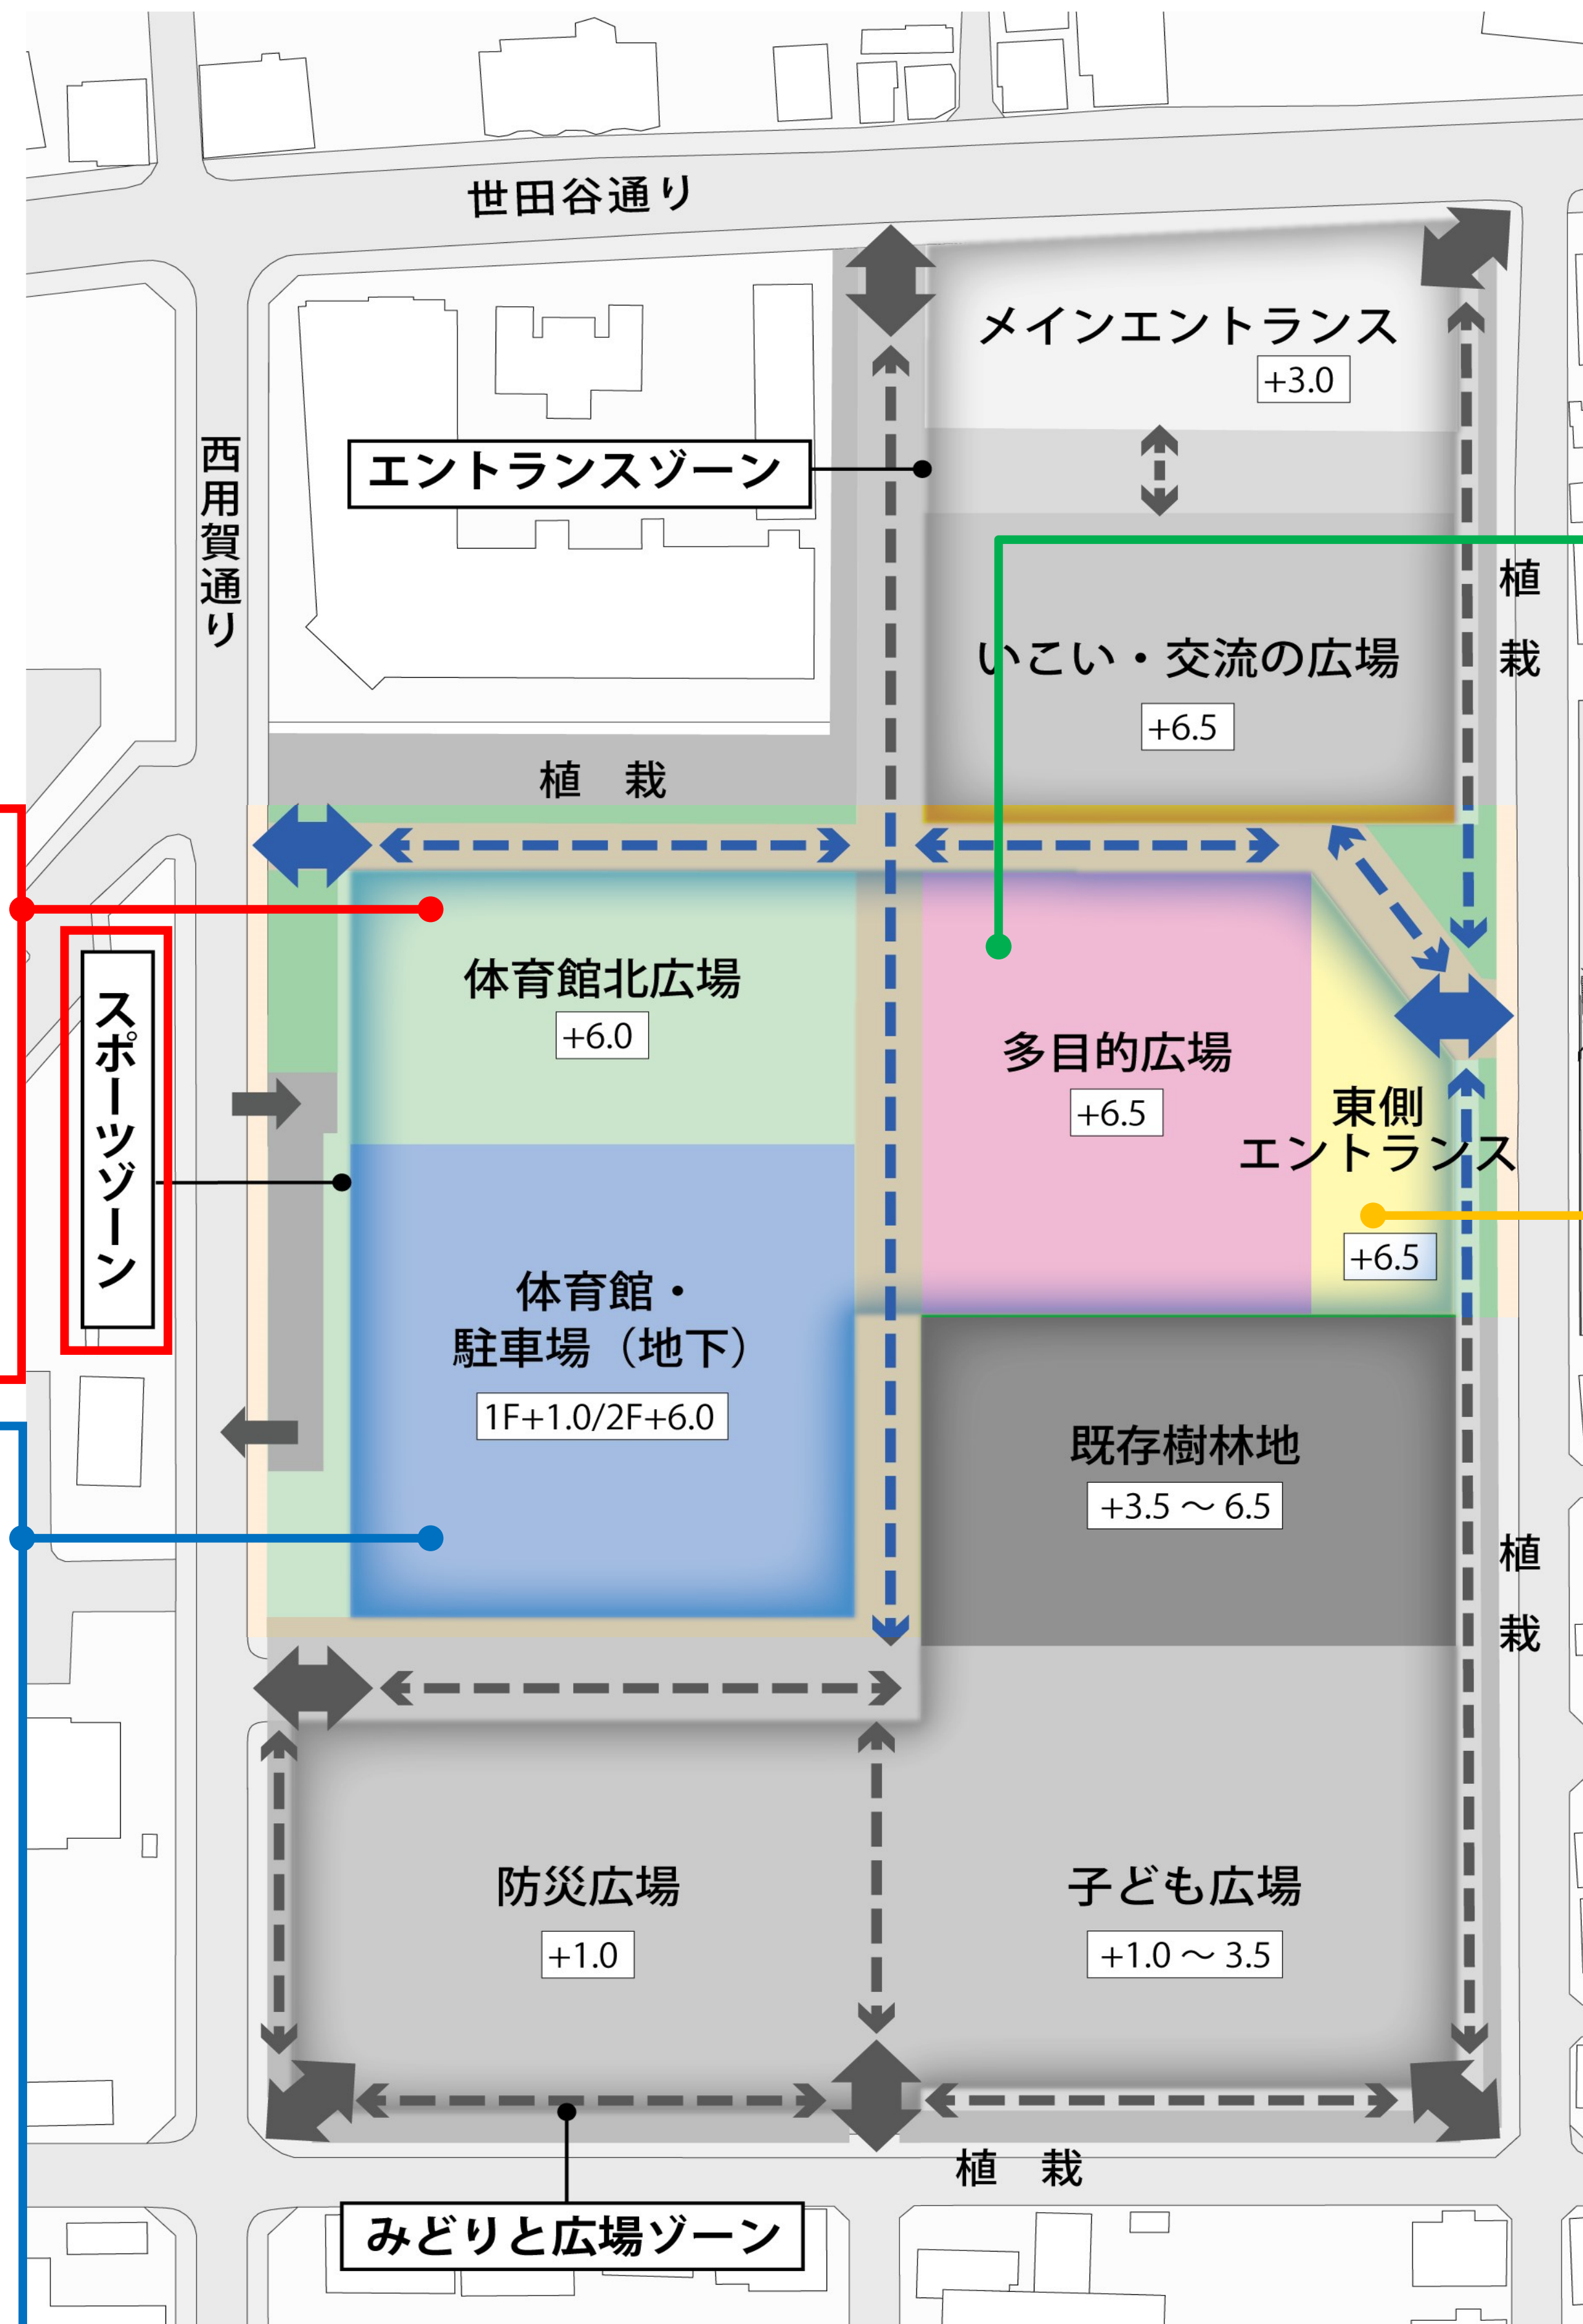 世田谷通り
メインエントランス
+3.0
西用賀通り
エントランスゾーン
植栽
いこい・交流の広場
+6.5
植 栽
体育館北広場
+6.0
スポーツゾーン
多目的広場
+6.5
東側
エントランス
+6.5
体育館・
駐車場（地下）
1F+1.0/2F+6.0
既存樹林地
+3.5 ～ 6.5
植栽
防災広場
+1.0
子ども広場
+1.0 ～ 3.5
植 栽
みどりと広場ゾーン